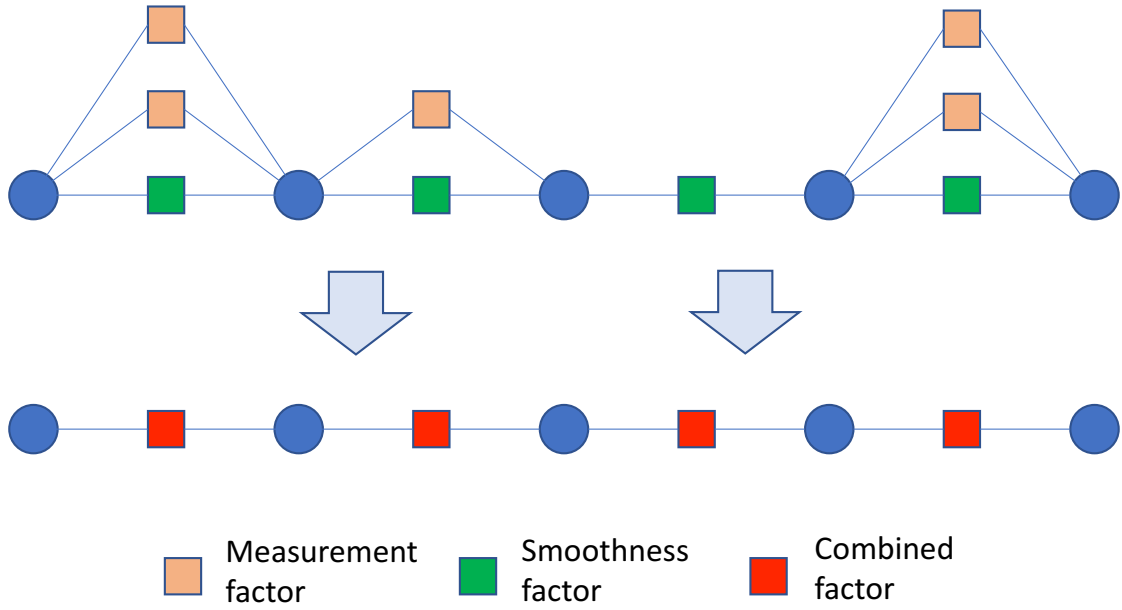 Measurement
factor
Smoothness
factor
Combined
factor